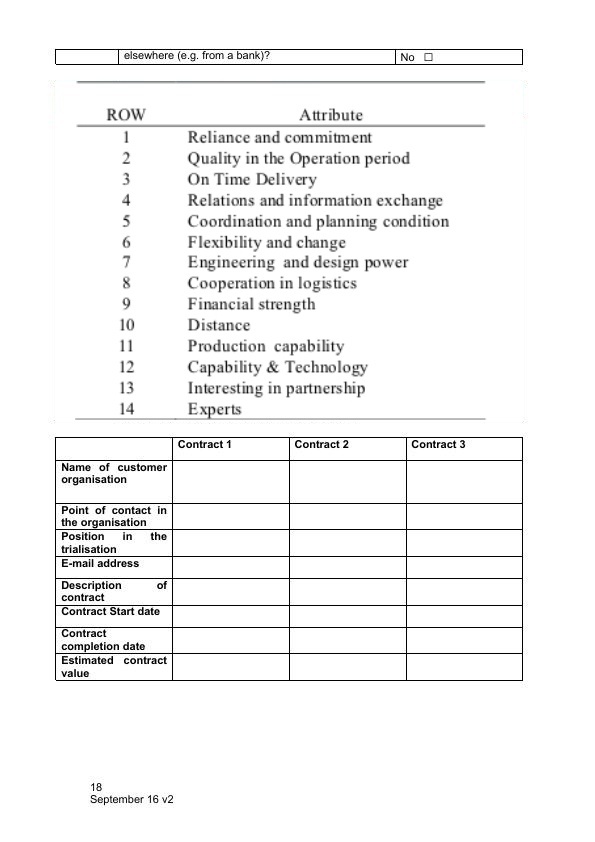 elsewhere (e.g. from a bank)?
No ☐
ROW Attribute
1 Reliance and commitment
2 Quality in the Operation period
3 On Time Delivery
4 Relations and information exchange
5 Coordination and planning condition
6 Flexibility and change
7 Engineering and design power
8 Cooperation in logistics
9 Financial strength
10 Distance
11 Production capability
12 Capability & Technology
13 Interesting in partnership
14 Experts
Contract 1 Contract 2 Contract 3
Name of customer
organisation
Point of contact in
the organisation
Position in the
trialisation
E-mail address
Description of
contract
Contract Start date
Contract
completion date
Estimated contract
value
18
September 16 v2